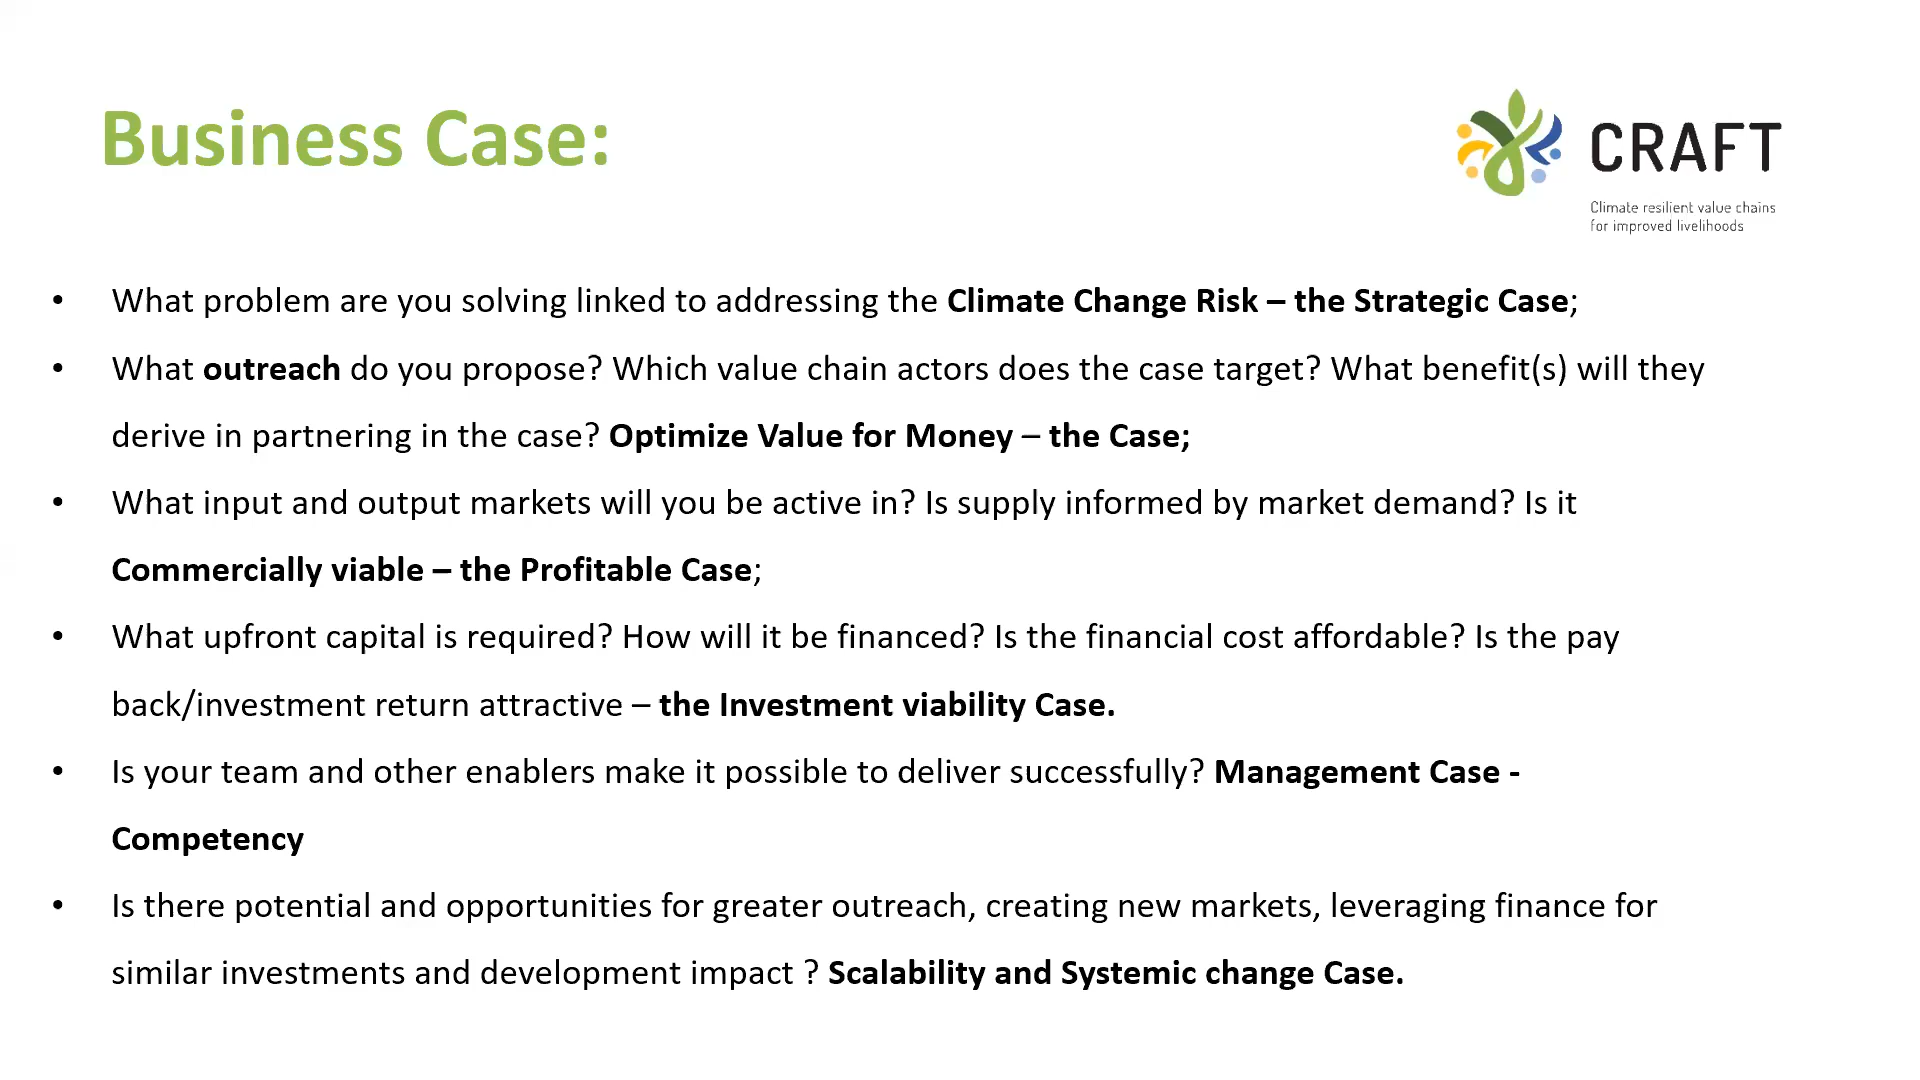 Business Case:
CRAFT
Climate resilient value chains
for improved livelihoods
• What problem are you solving linked to addressing the Climate Change Risk – the Strategic Case;
• What outreach do you propose? Which value chain actors does the case target? What benefit(s) will they
derive in partnering in the case? Optimize Value for Money – the Case;
• What input and output markets will you be active in? Is supply informed by market demand? Is it
Commercially viable – the Profitable Case;
• What upfront capital is required? How will it be financed? Is the financial cost affordable? Is the pay
back/investment return attractive – the Investment viability Case.
• Is your team and other enablers make it possible to deliver successfully? Management Case -
Competency
• Is there potential and opportunities for greater outreach, creating new markets, leveraging finance for
similar investments and development impact ? Scalability and Systemic change Case.